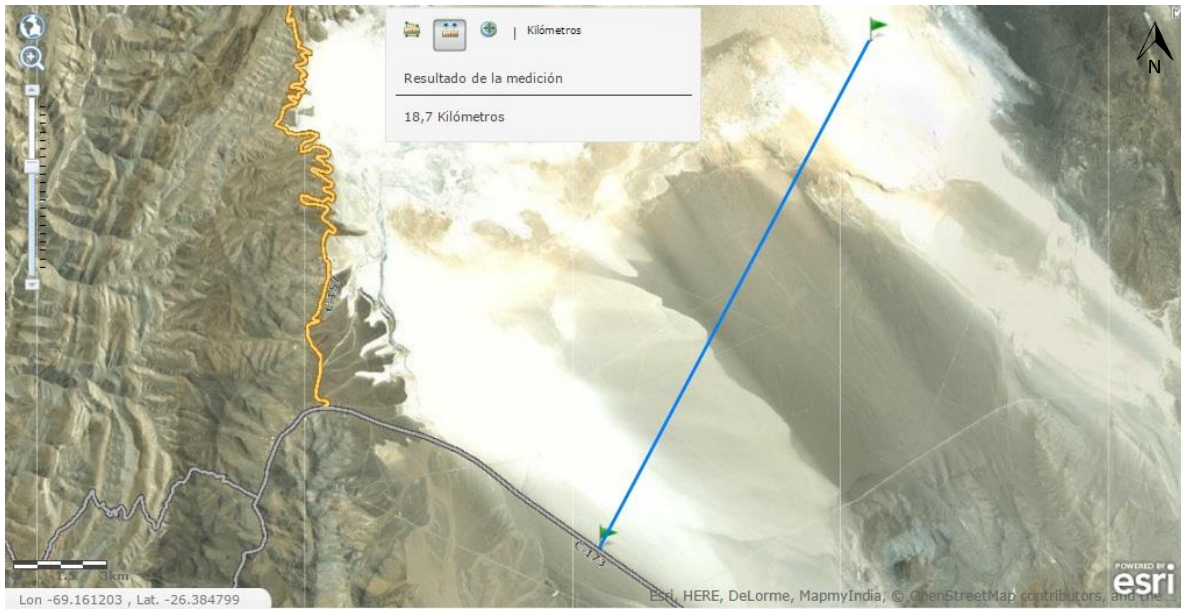 | Kilómetros
Resultado de la medición
18,7 Kilómetros
N
C-173
3km
Lon -69.161203 , Lat. -26.384799
Esri, HERE, DeLorme, MapmyIndia, © OpenStreetMap contributors, and the...
POWERED BY
esri